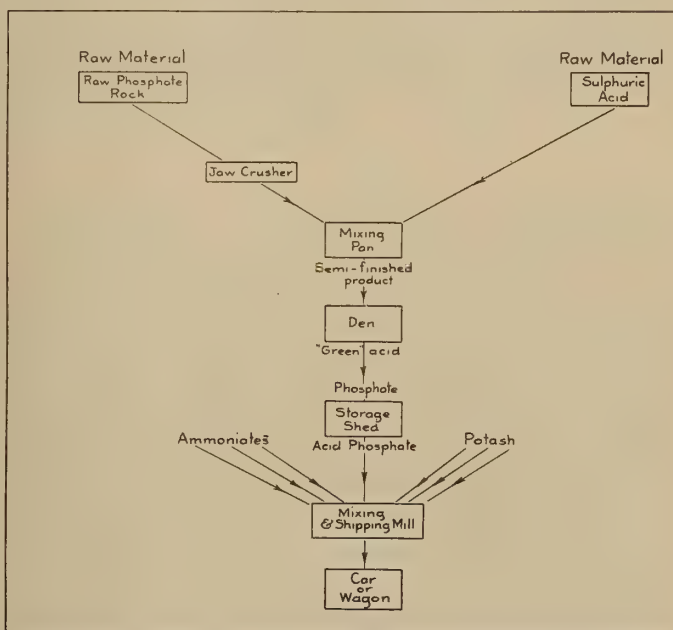 Raw Material
Raw Phosphate
Rock
Raw Material
Sulphuric
Acid
Jaw Crusher
Mixing
Pan
Semi-finished
product
Den
"Green" acid
Phosphate
Storage
Shed
Ammoniates
Acid Phosphate
Potash
Mixing
& Shipping Mill
Car
or
Wagon